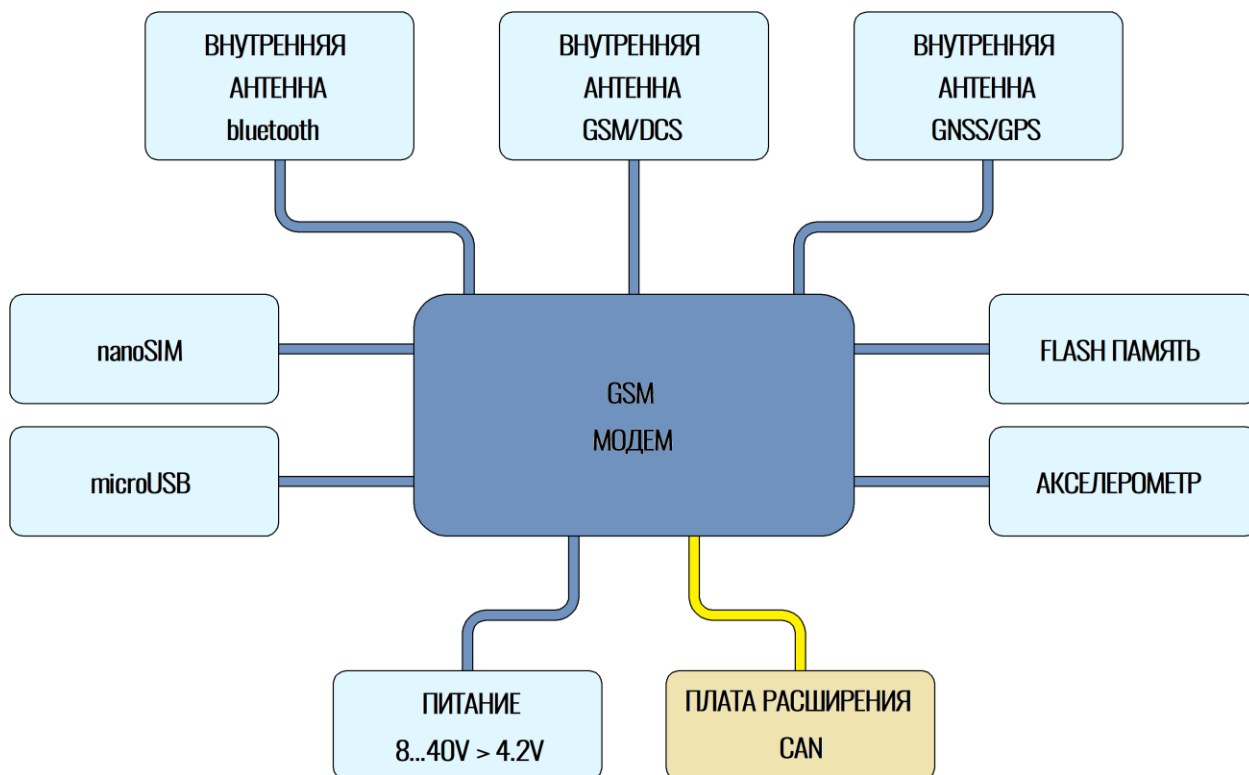 ВНУТРЕННЯЯ
АНТЕННА
bluetooth
ВНУТРЕННЯЯ
АНТЕННА
GSM/DCS
ВНУТРЕННЯЯ
АНТЕННА
GNSS/GPS
nanoSIM
GSM
МОДЕМ
FLASH ПАМЯТЬ
microUSB
АКСЕЛЕРОМЕТР
ПИТАНИЕ
8...40V > 4.2V
ПЛАТА РАСШИРЕНИЯ
CAN